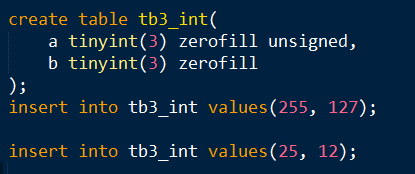 create table tb3_int(
    a tinyint(3) zerofill unsigned,
    b tinyint(3) zerofill
);
insert into tb3_int values(255, 127);
insert into tb3_int values(25, 12);